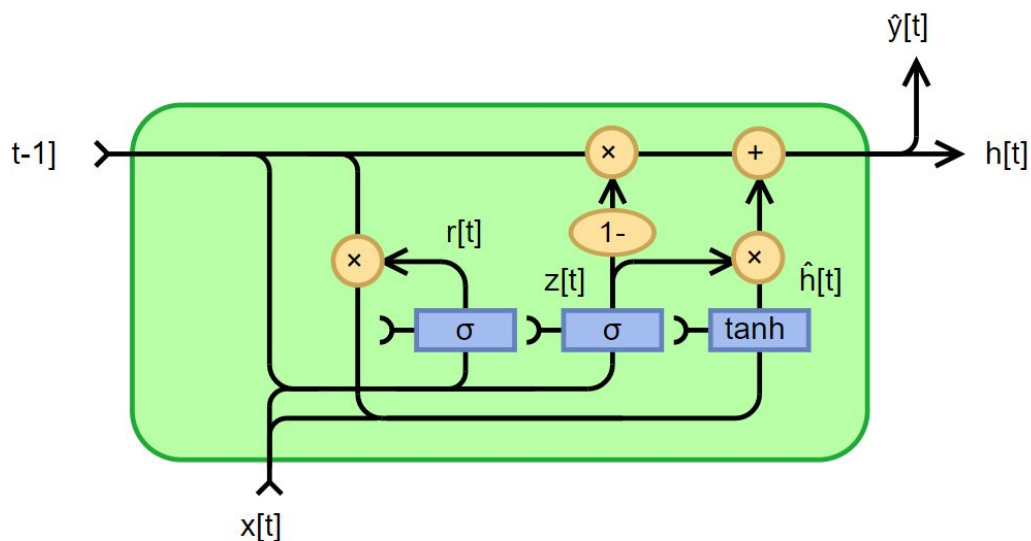 ŷ[t]
t-1]
×
+
h[t]
1-
r[t]
×
z[t]
×
ĥ[t]
σ
σ
tanh
x[t]